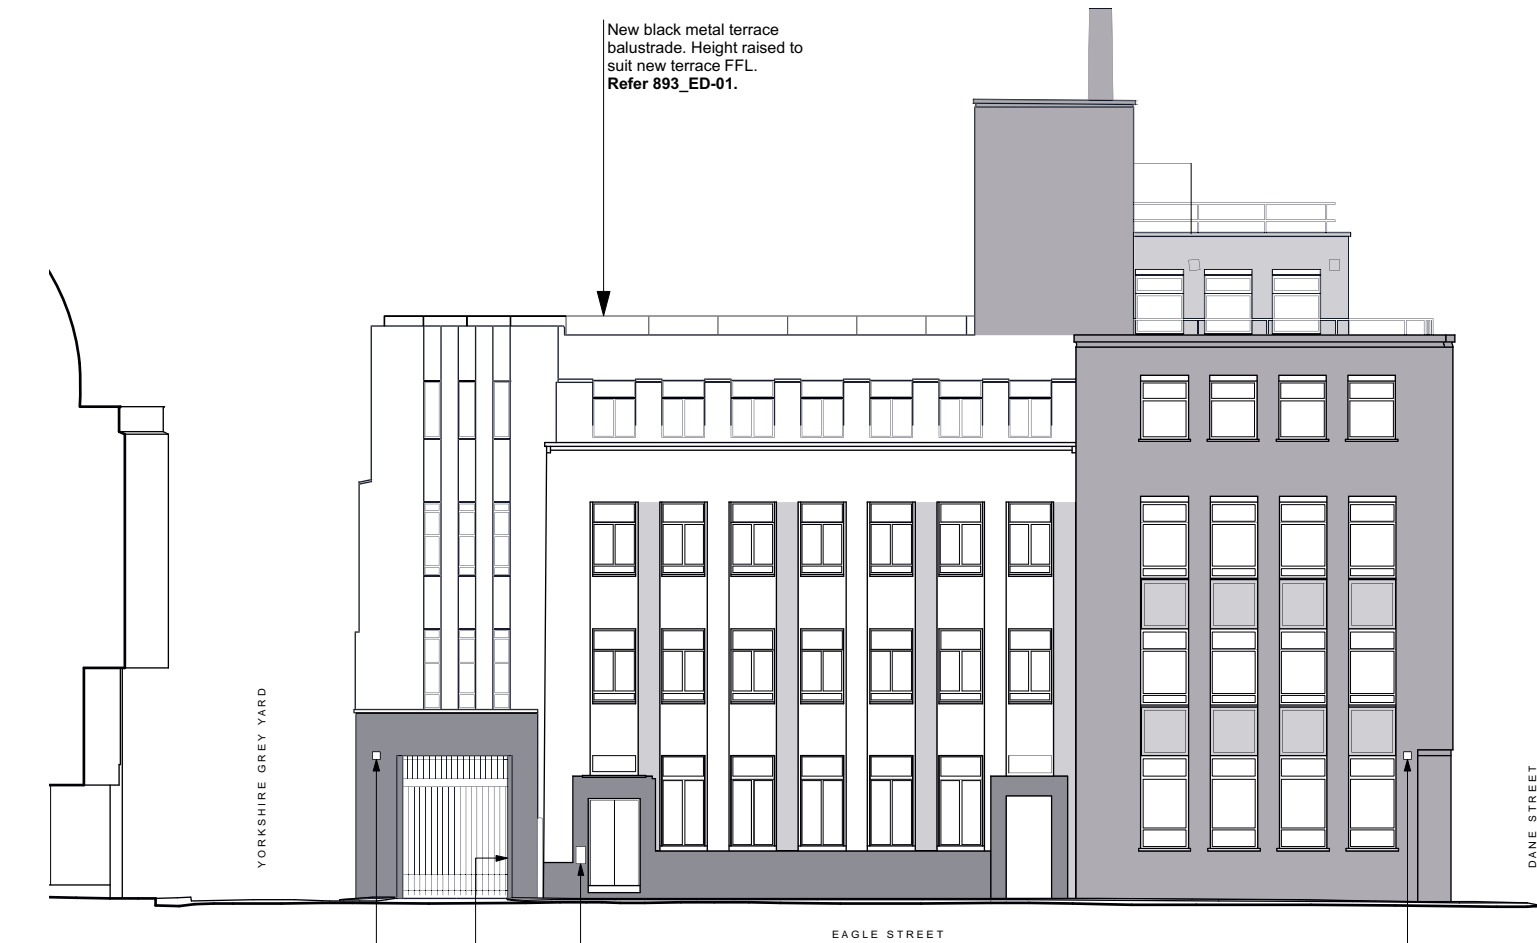 New black metal terrace
balustrade. Height raised to
suit new terrace FFL.
Refer 893_ED-01.
YORKSHIRE GREY YARD
DANE STREET
EAGLE STREET